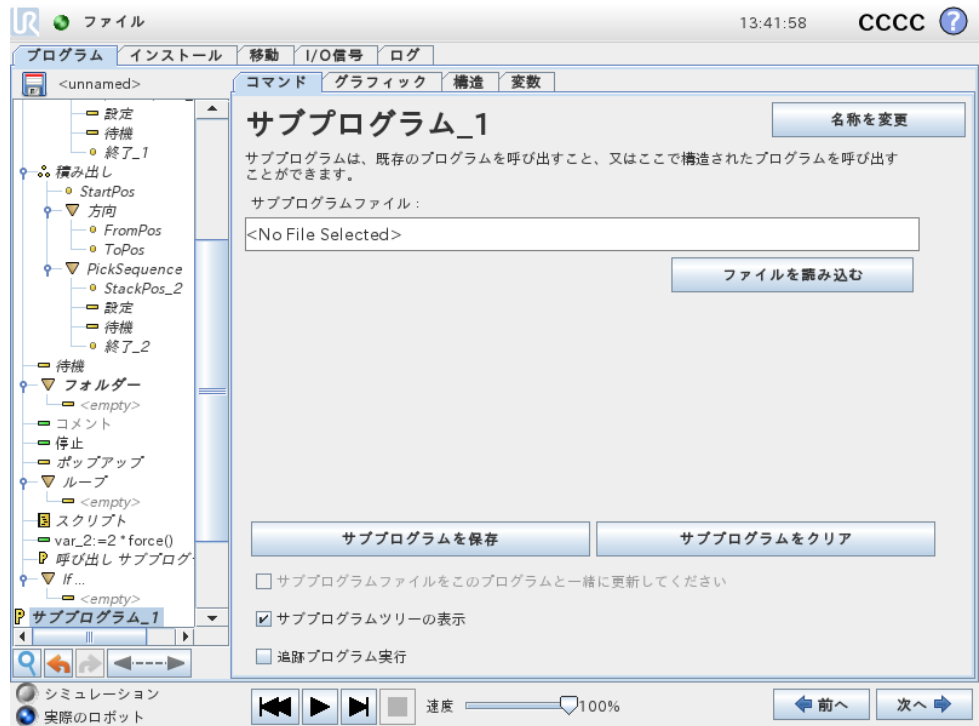 UR ファイル 13:41:58 CCCC ?
プログラム インストール 移動 I/O信号 ログ
<unnamed>
コマンド グラフィック 構造 変数
設定
待機
終了_1
積み出し
StartPos
方向
FromPos
ToPos
PickSequence
StackPos_2
設定
待機
終了_2
待機
フォルダー
<empty>
コメント
停止
ポップアップ
ループ
<empty>
スクリプト
var_2:=2*force()
P 呼び出し サブプログ
If...
<empty>
P サブプログラム_1
サブプログラム_1
名称を変更
サブプログラムは、既存のプログラムを呼び出すこと、又はここで構造されたプログラムを呼び出す
ことができます。
サブプログラムファイル :
<No File Selected>
ファイルを読み込む
サブプログラムを保存 サブプログラムをクリア
サブプログラムファイルをこのプログラムと一緒に更新してください
サブプログラムツリーの表示
追跡プログラム実行
シミュレーション
実際のロボット
速度 100%
前へ 次へ